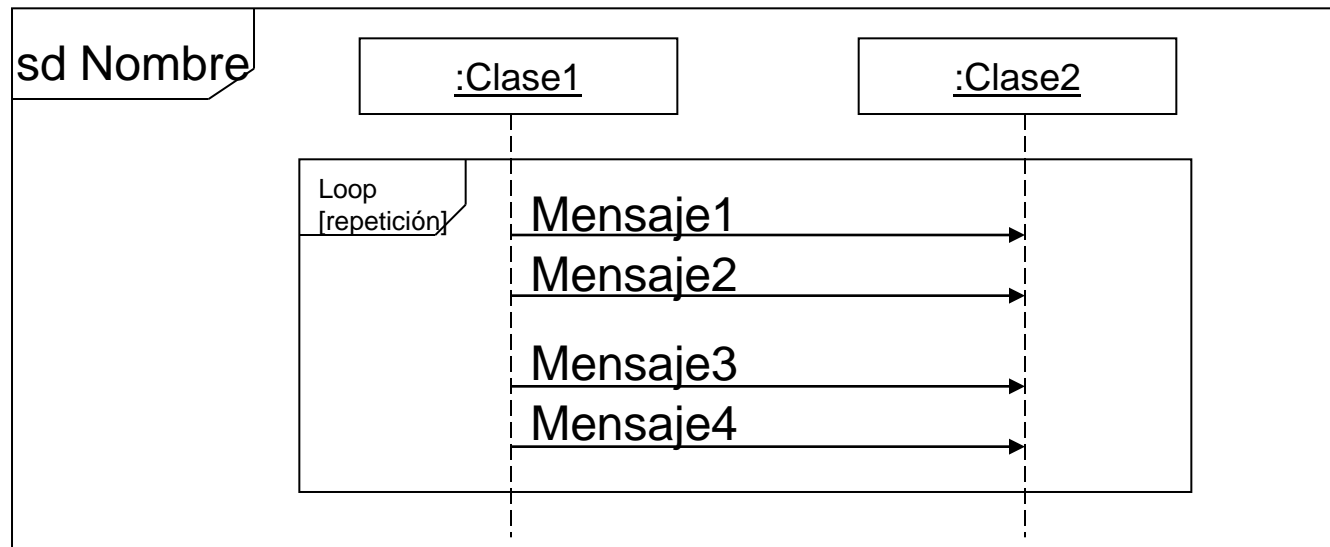 sd Nombre
:Clase1
:Clase2
Loop
[repetición]
Mensaje1
Mensaje2
Mensaje3
Mensaje4